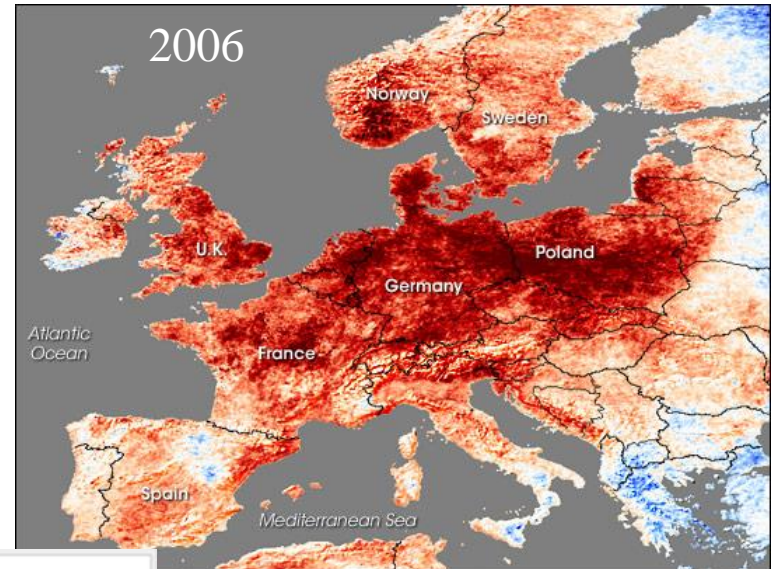 2006
Norway
Sweden
U.K.
Poland
Germany
Atlantic
Ocean
France
Spain
Mediterranean Sea